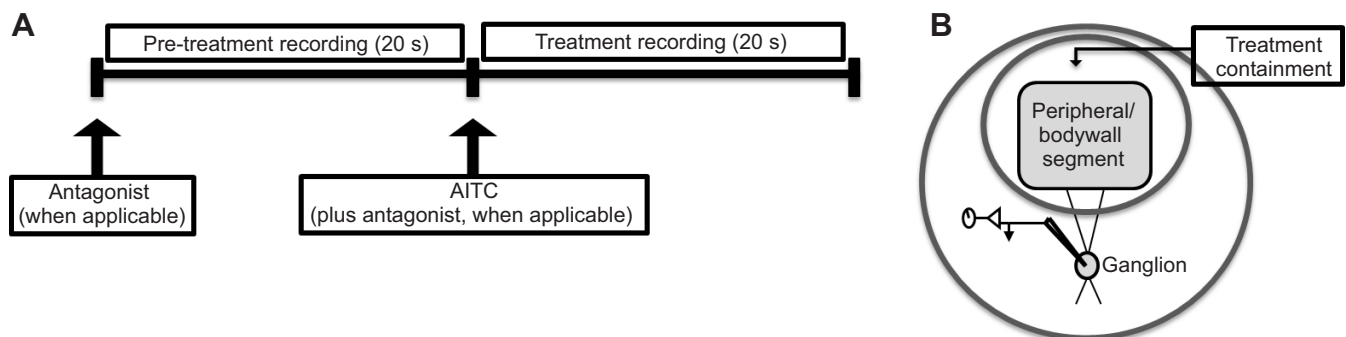 A
Pre-treatment recording (20 s)
Treatment recording (20 s)
Antagonist
(when applicable)
AITC
(plus antagonist, when applicable)
B
Treatment
containment
Peripheral/
bodywall
segment
Ganglion